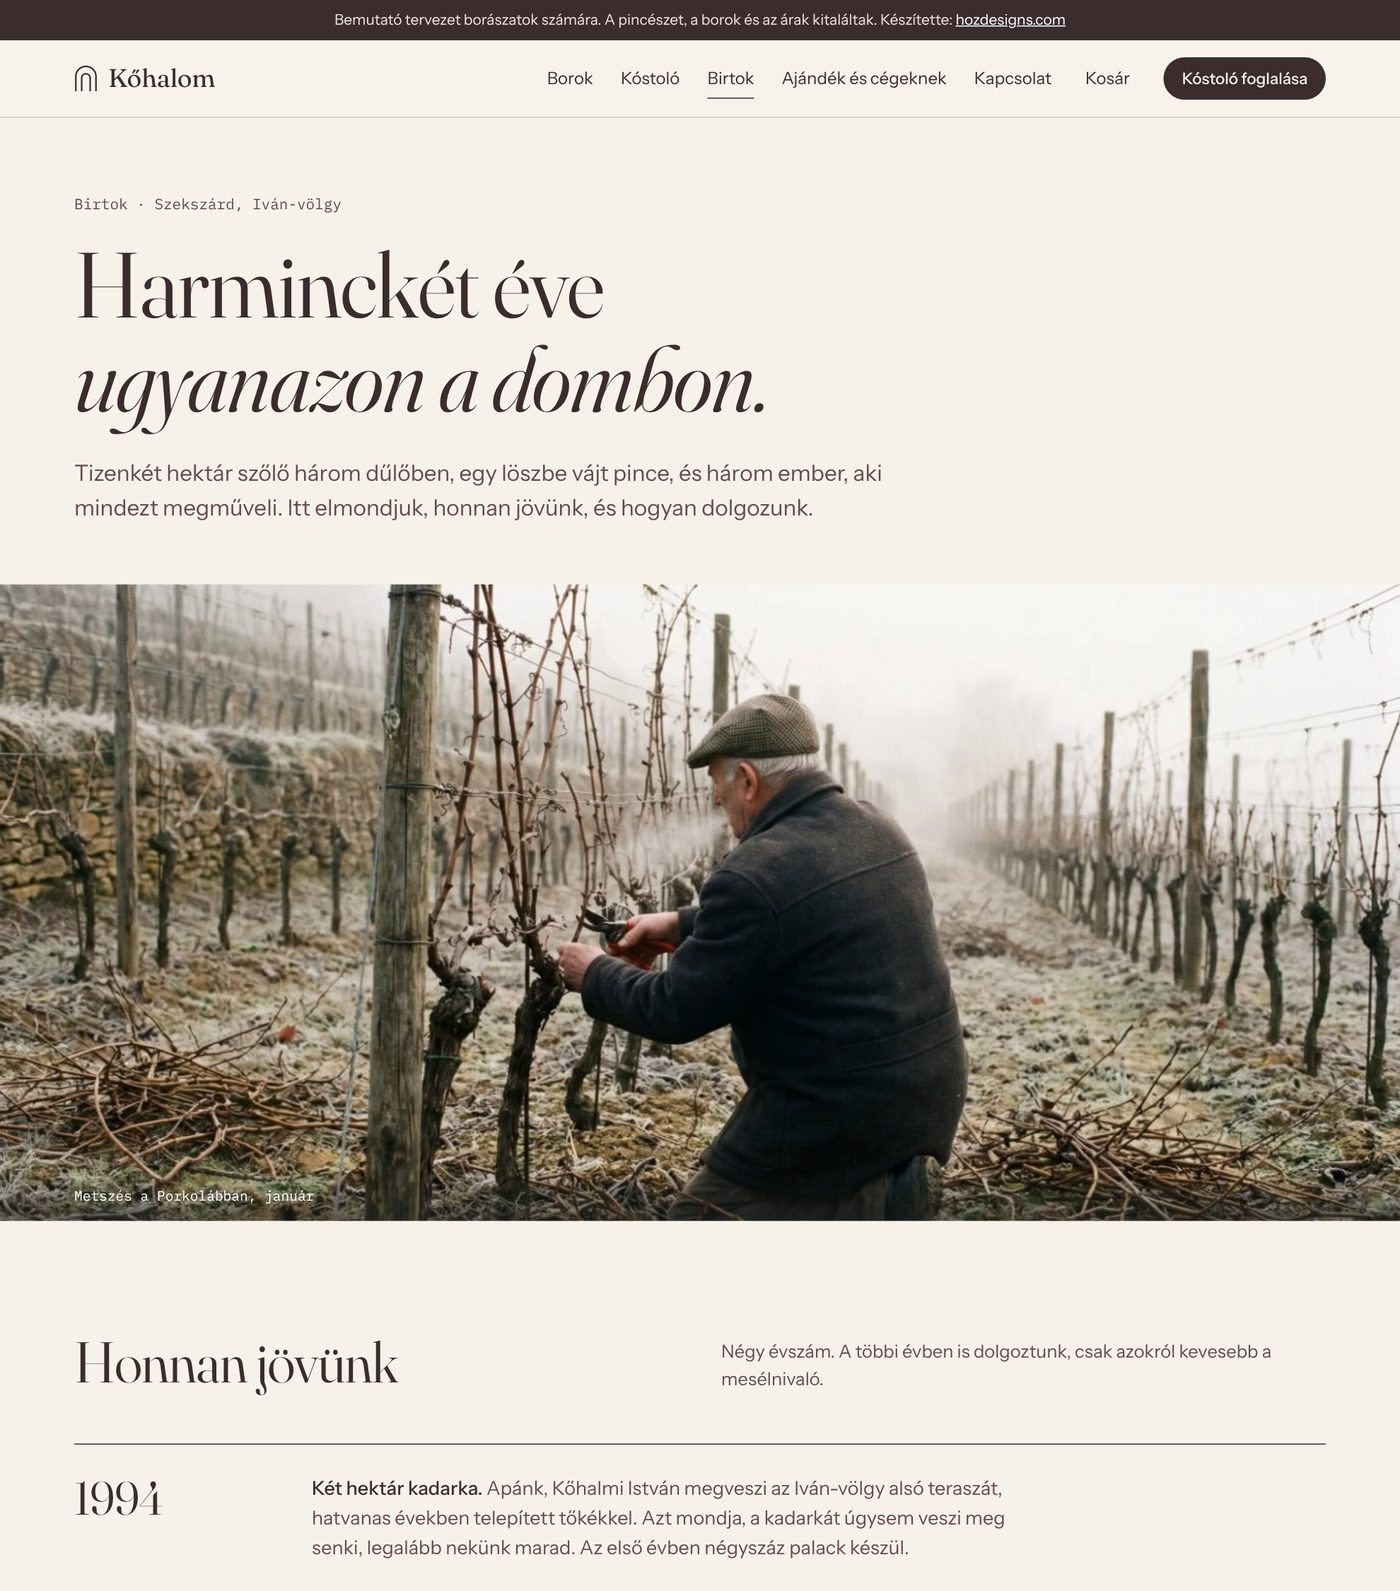 Bemutató tervezet borászatok számára. A pincészet, a borok és az árak kitaláltak. Készítette: hozdesigns.com
Kőhalom
Borok Kóstoló Birtok Ajándék és cégeknek Kapcsolat Kosár Kóstoló foglalása
Birtok · Szekszárd, Iván-völgy
Harminckét éve
ugyanazon a dombon.
Tizenkét hektár szőlő három dűlőben, egy löszbe vájt pince, és három ember, aki
mindezt megműveli. Itt elmondjuk, honnan jövünk, és hogyan dolgozunk.
Metszés a Porkolábban, január
Honnan jövünk
Négy évszám. A többi évben is dolgoztunk, csak azokról kevesebb a
mesélnivaló.
1994
Két hektár kadarka. Apánk, Kőhalmi István megveszi az Iván-völgy alsó teraszát,
hatvanas években telepített tőkékkel. Azt mondja, a kadarkát úgysem veszi meg
senki, legalább nekünk marad. Az első évben négyszáz palack készül.